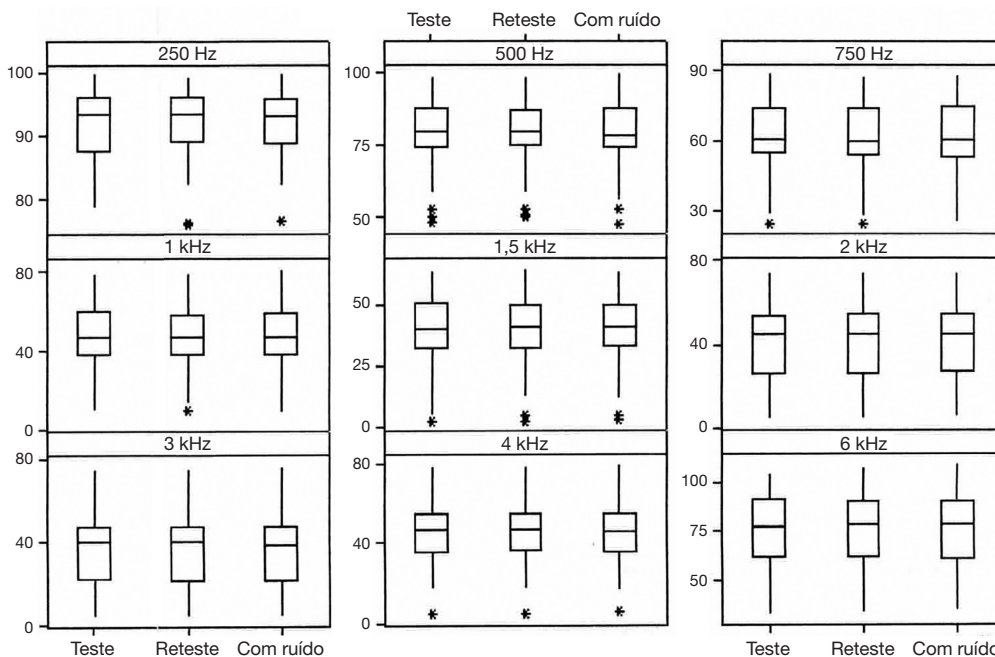 Teste Reteste Com ruído
250 Hz 500 Hz 750 Hz
100 100 90
90 75 60
80 50 30
1 kHz 1,5 kHz 2 kHz
80 50 80
40 25 40
0 0 0
3 kHz 4 kHz 6 kHz
80 80 100
40 40 75
0 0 50
Teste Reteste Com ruído Teste Reteste Com ruído